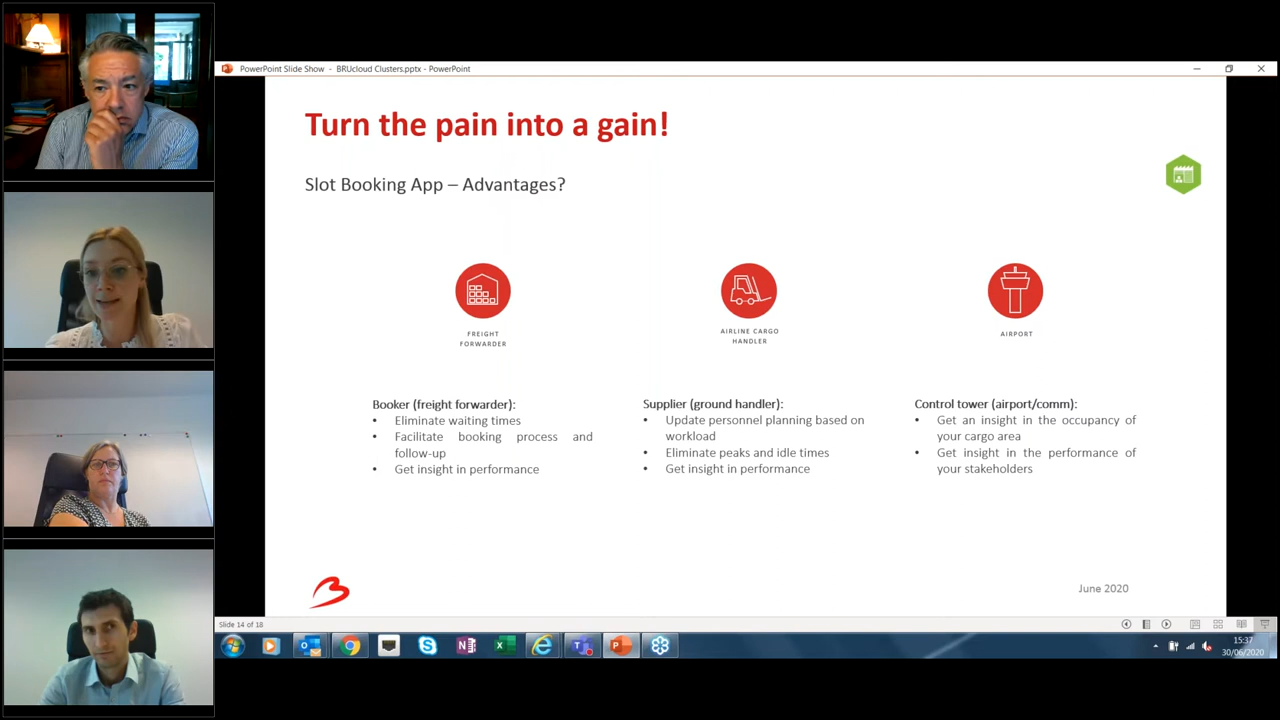 PowerPoint Slide Show - BRUcloud Clusters.pptx - PowerPoint
Turn the pain into a gain!
Slot Booking App – Advantages?
FREIGHT
FORWARDER
AIRLINE CARGO
HANDLER
AIRPORT
Booker (freight forwarder):
• Eliminate waiting times
• Facilitate booking process and
follow-up
• Get insight in performance
Supplier (ground handler):
• Update personnel planning based on
workload
• Eliminate peaks and idle times
• Get insight in performance
Control tower (airport/comm):
• Get an insight in the occupancy of
your cargo area
• Get insight in the performance of
your stakeholders
June 2020
Slide 14 of 18
15:37
30/06/2020